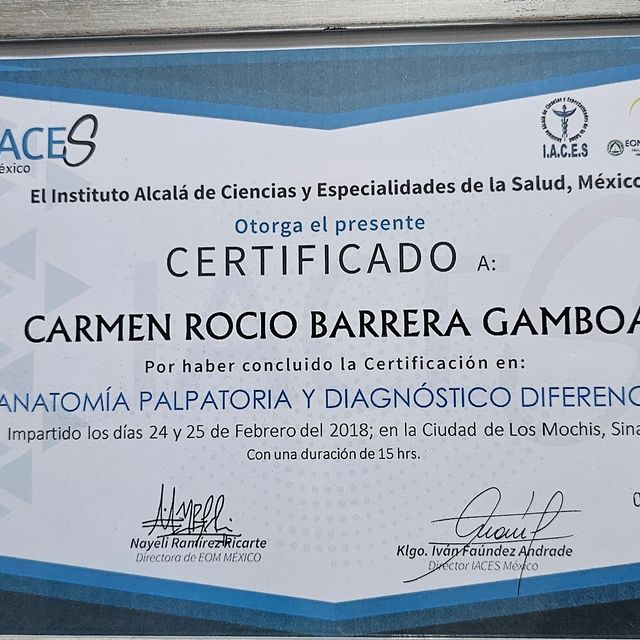 IACES
México
I.A.C.E.S
El Instituto Alcalá de Ciencias y Especialidades de la Salud, México
Otorga el presente
CERTIFICADO A:
CARMEN ROCIO BARRERA GAMBOA
Por haber concluido la Certificación en:
ANATOMÍA PALPATORIA Y DIAGNÓSTICO DIFERENC
Impartido los días 24 y 25 de Febrero del 2018; en la Ciudad de Los Mochis, Sina
Con una duración de 15 hrs.
Nayeli Ramírez Ricarte
Directora de EOM MÉXICO
Klgo. Iván Faúndez Andrade
Director IACES México